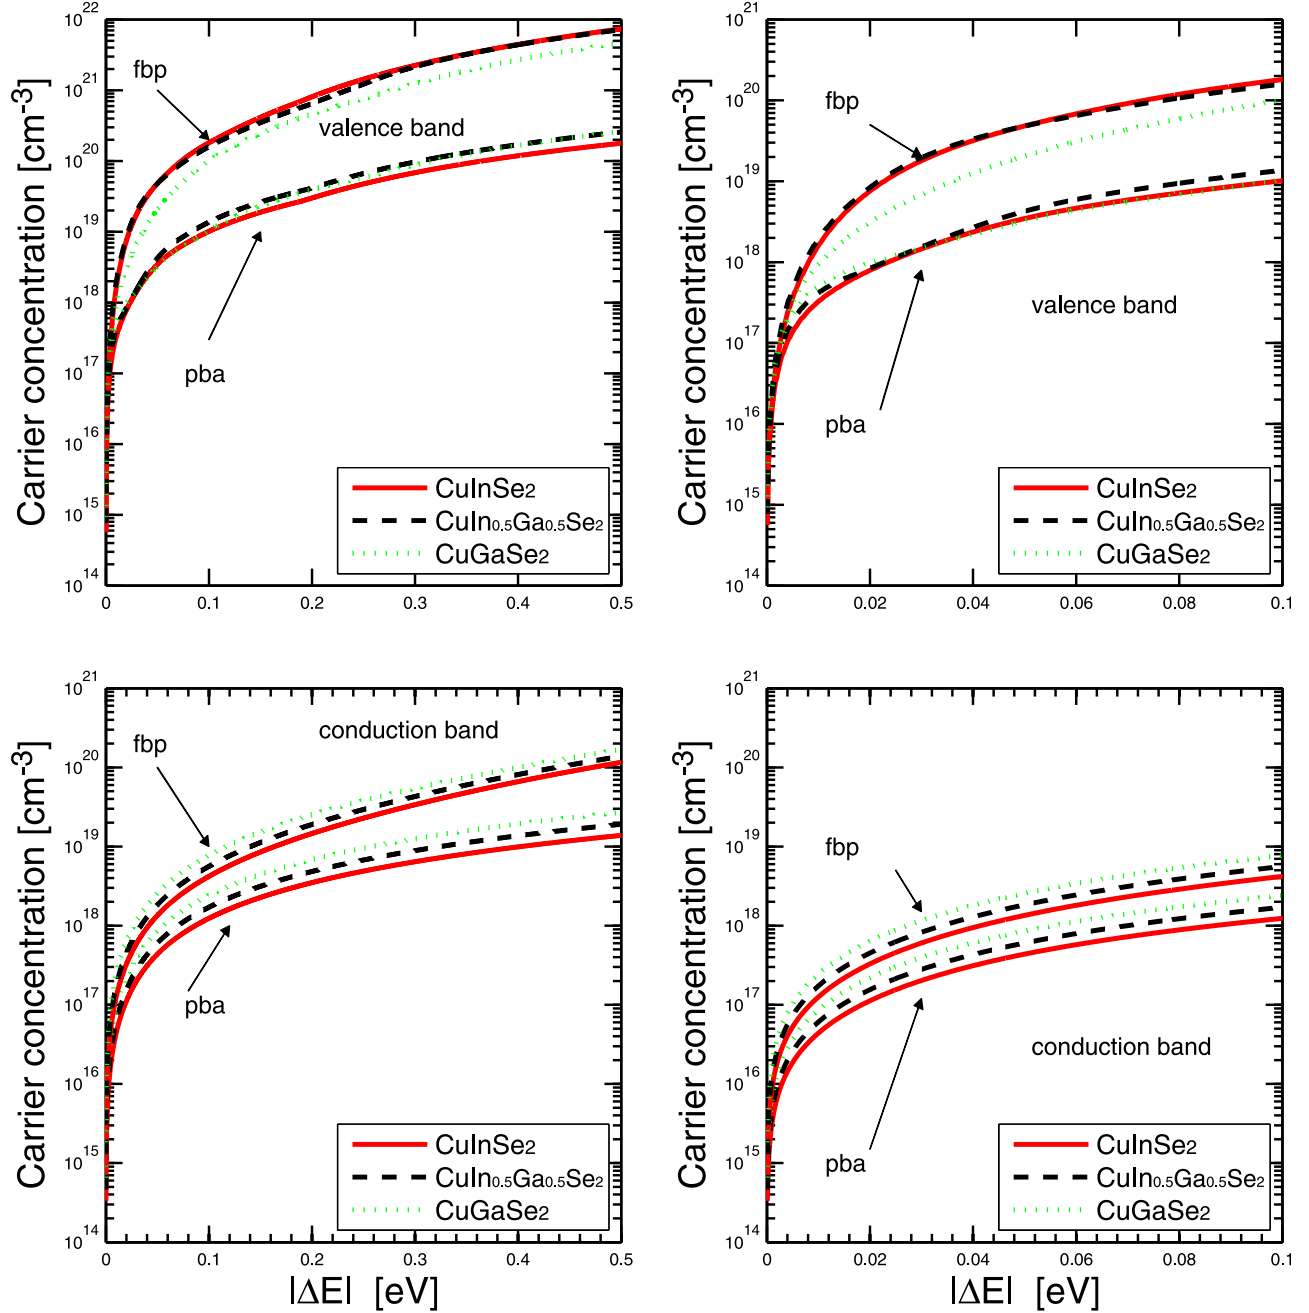 Carrier concentration [cm-3]
10^22
10^21
10^20
10^19
10^18
10^17
10^16
10^15
10^14
fbp
valence band
pba
CuInSe2
CuIn0.5Ga0.5Se2
CuGaSe2
0 0.1 0.2 0.3 0.4 0.5
Carrier concentration [cm-3]
10^21
10^20
10^19
10^18
10^17
10^16
10^15
10^14
fbp
valence band
pba
CuInSe2
CuIn0.5Ga0.5Se2
CuGaSe2
0 0.02 0.04 0.06 0.08 0.1
Carrier concentration [cm-3]
10^21
10^20
10^19
10^18
10^17
10^16
10^15
10^14
conduction band
fbp
pba
CuInSe2
CuIn0.5Ga0.5Se2
CuGaSe2
0 0.1 0.2 0.3 0.4 0.5
|ΔE| [eV]
Carrier concentration [cm-3]
10^21
10^20
10^19
10^18
10^17
10^16
10^15
10^14
fbp
conduction band
pba
CuInSe2
CuIn0.5Ga0.5Se2
CuGaSe2
0 0.02 0.04 0.06 0.08 0.1
|ΔE| [eV]